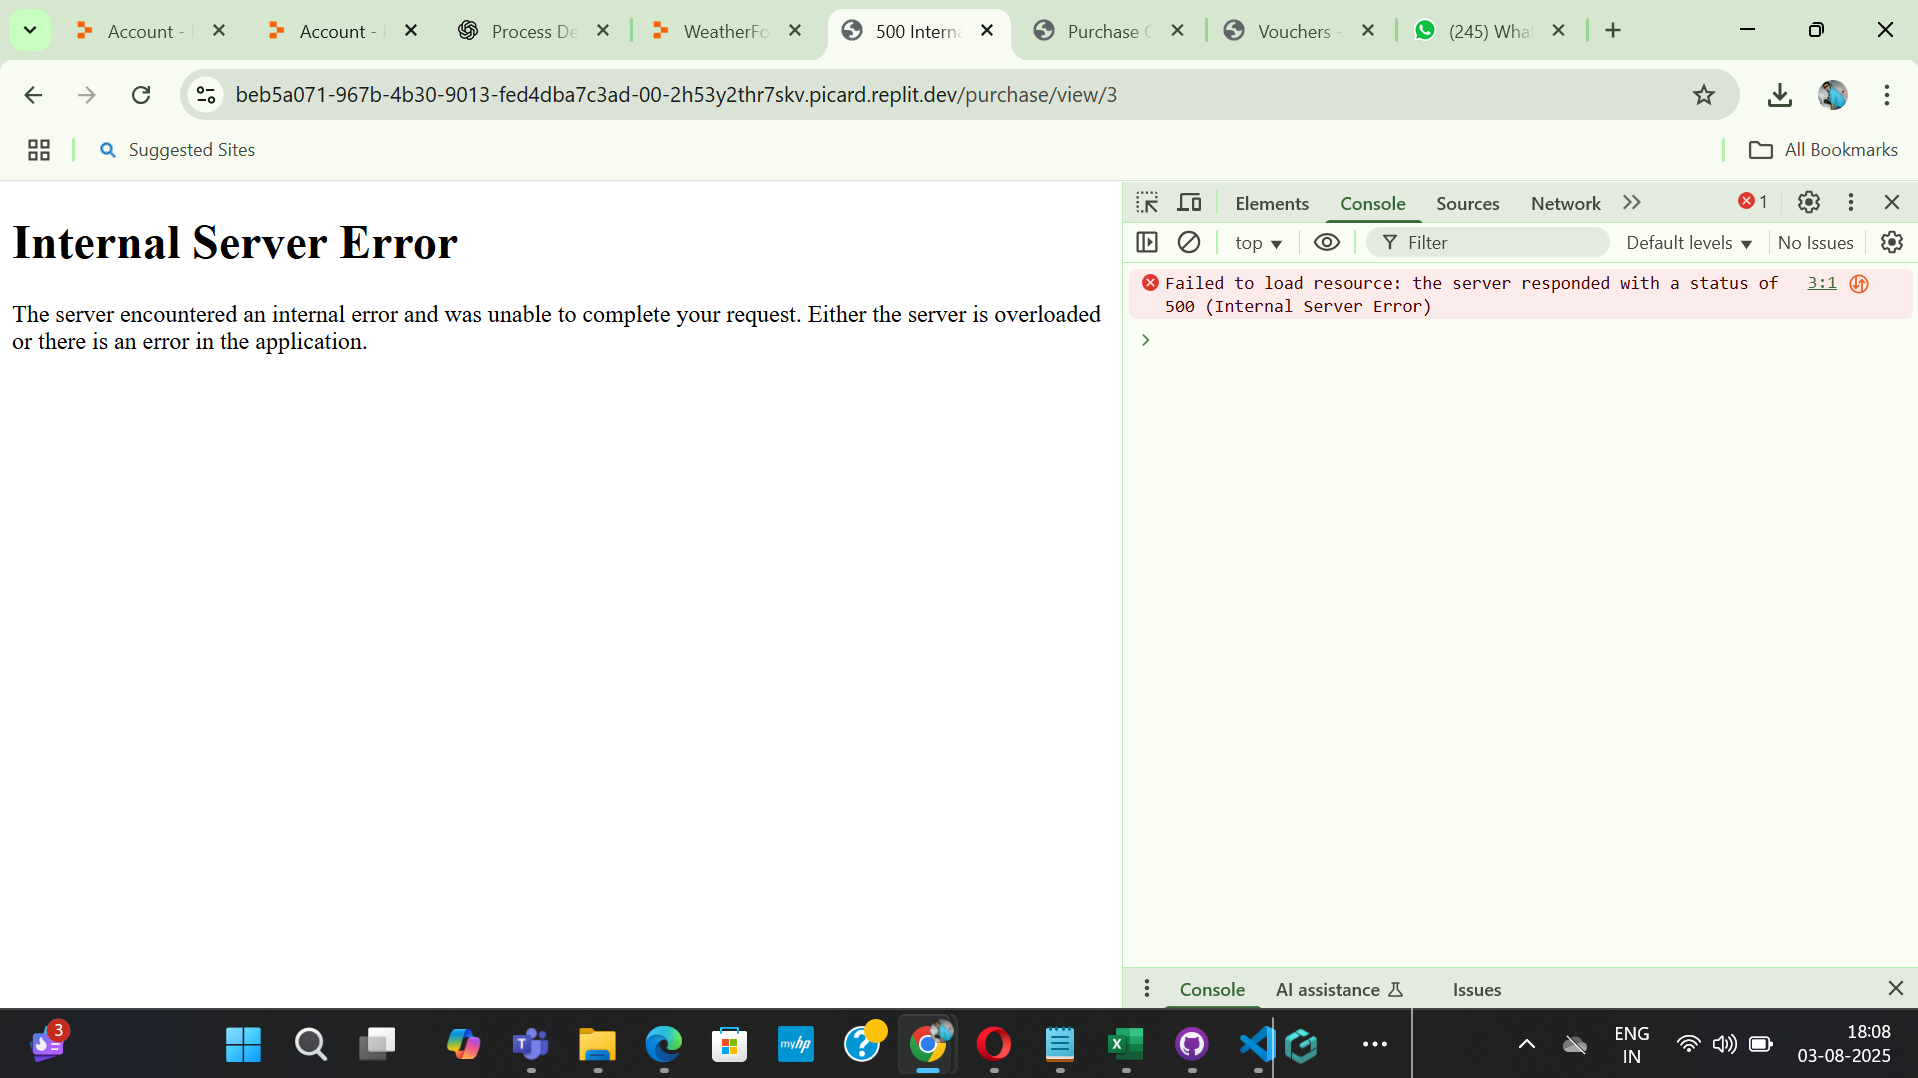 Account -
Account -
Process De
WeatherFo
500 Interna
Purchase
Vouchers -
(245) What
beb5a071-967b-4b30-9013-fed4dba7c3ad-00-2h53y2thr7skv.picard.replit.dev/purchase/view/3
Suggested Sites
All Bookmarks
Internal Server Error
The server encountered an internal error and was unable to complete your request. Either the server is overloaded
or there is an error in the application.
Elements
Console
Sources
Network
1
top
Filter
Default levels
No Issues
Failed to load resource: the server responded with a status of
500 (Internal Server Error)
3:1
Console
AI assistance
Issues
3
myhp
ENG
IN
18:08
03-08-2025